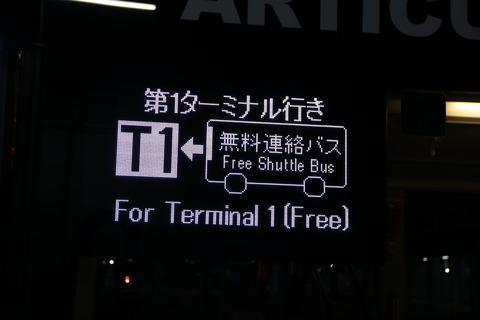 ARTICU
第1ターミナル行き
T1
無料連絡バス
Free Shuttle Bus
For Terminal 1 (Free)